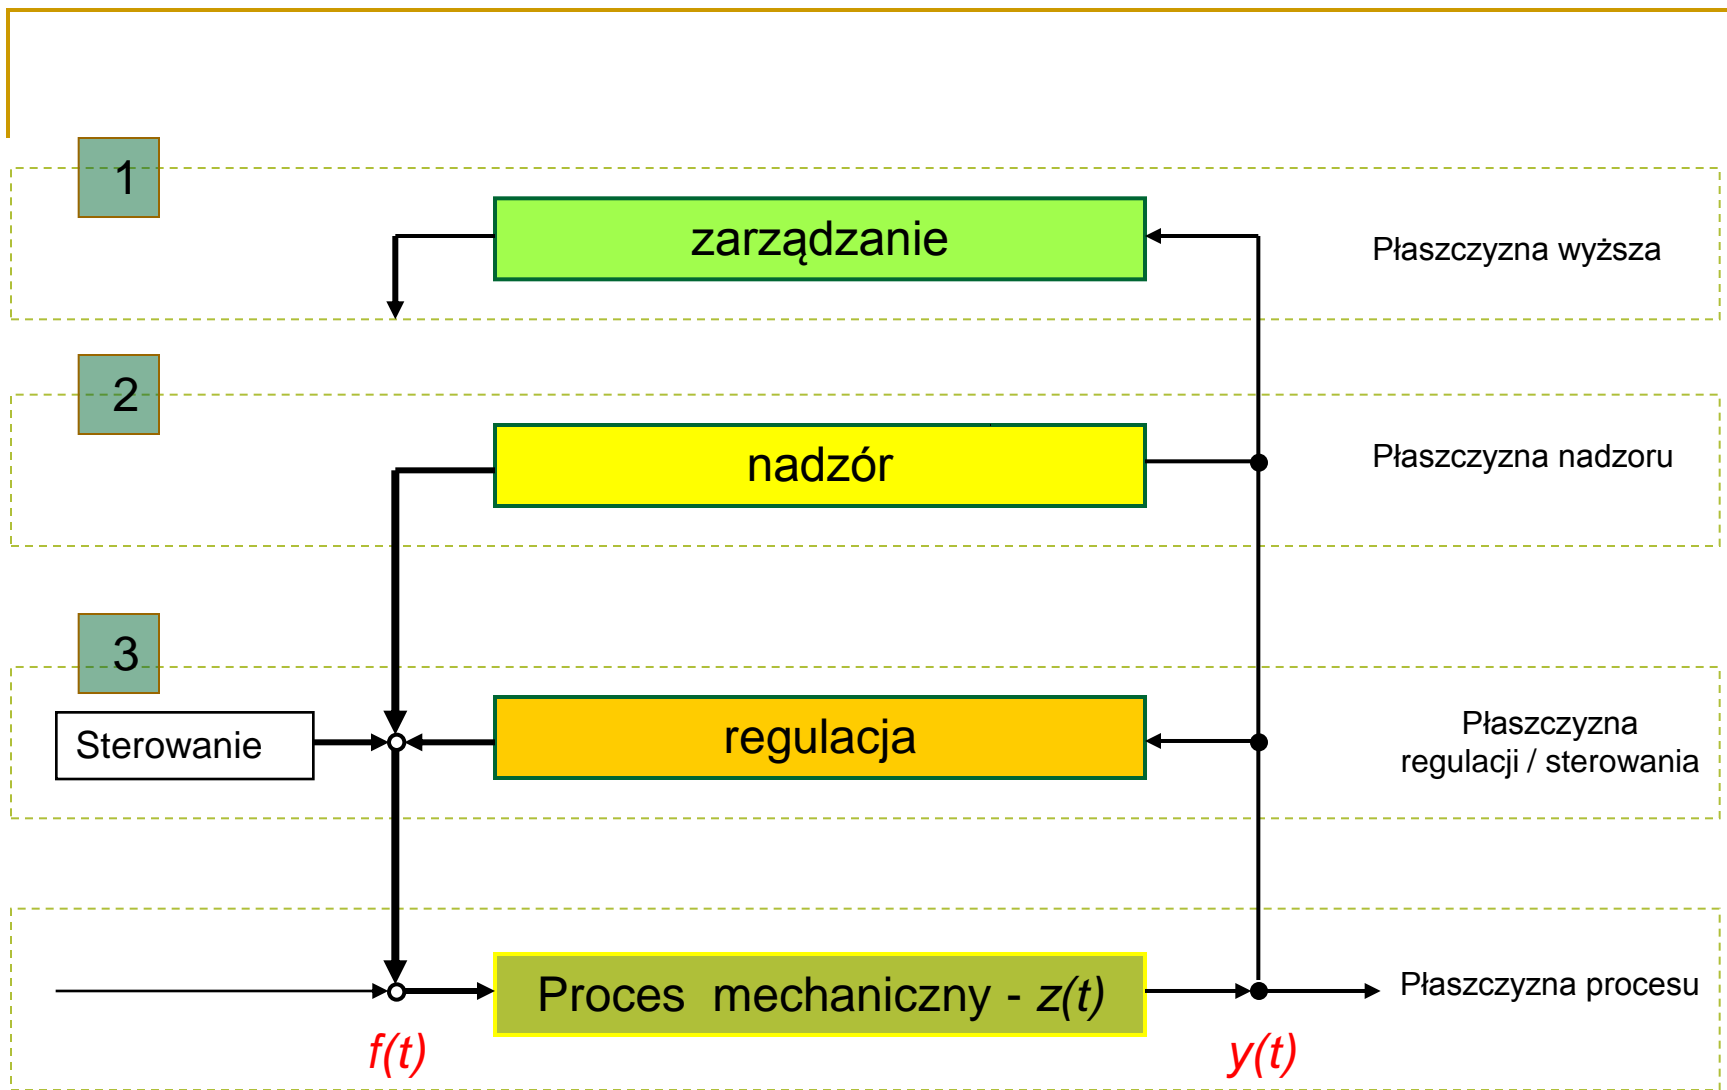 1
zarządzanie
Płaszczyzna wyższa
2
nadzór
Płaszczyzna nadzoru
3
Sterowanie
regulacja
Płaszczyzna
regulacji / sterowania
Proces mechaniczny - z(t)
Płaszczyzna procesu
f(t)
y(t)